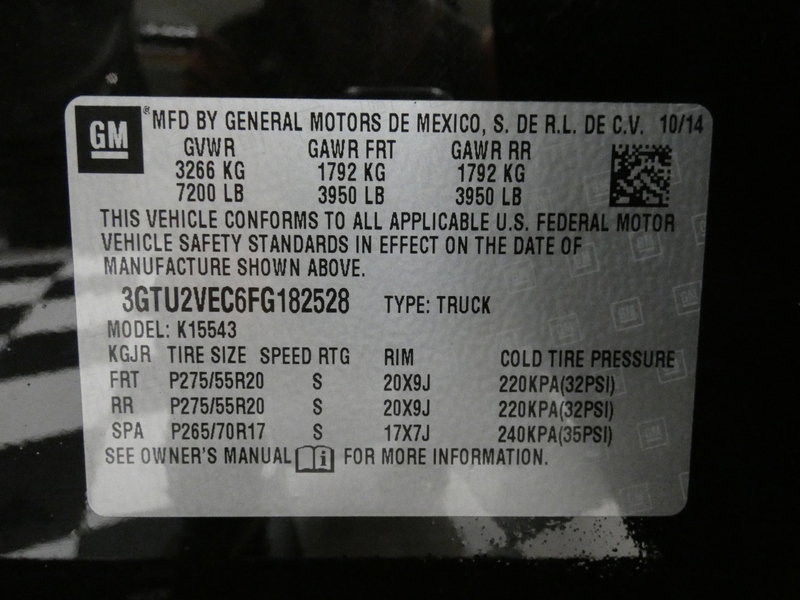 GM ® MFD BY GENERAL MOTORS DE MEXICO, S. DE R.L. DE C.V. 10/14
GVWR GAWR FRT GAWR RR
3266 KG 1792 KG 1792 KG
7200 LB 3950 LB 3950 LB
THIS VEHICLE CONFORMS TO ALL APPLICABLE U.S. FEDERAL MOTOR
VEHICLE SAFETY STANDARDS IN EFFECT ON THE DATE OF
MANUFACTURE SHOWN ABOVE.
3GTU2VEC6FG182528 TYPE: TRUCK
MODEL: K15543
KGJR TIRE SIZE SPEED RTG RIM COLD TIRE PRESSURE
FRT P275/55R20 S 20X9J 220KPA(32PSI)
RR P275/55R20 S 20X9J 220KPA(32PSI)
SPA P265/70R17 S 17X7J 240KPA(35PSI)
SEE OWNER'S MANUAL i FOR MORE INFORMATION.